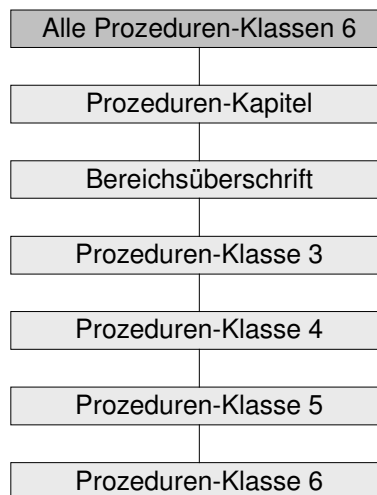 Alle Prozeduren-Klassen 6
Prozeduren-Kapitel
Bereichsüberschrift
Prozeduren-Klasse 3
Prozeduren-Klasse 4
Prozeduren-Klasse 5
Prozeduren-Klasse 6